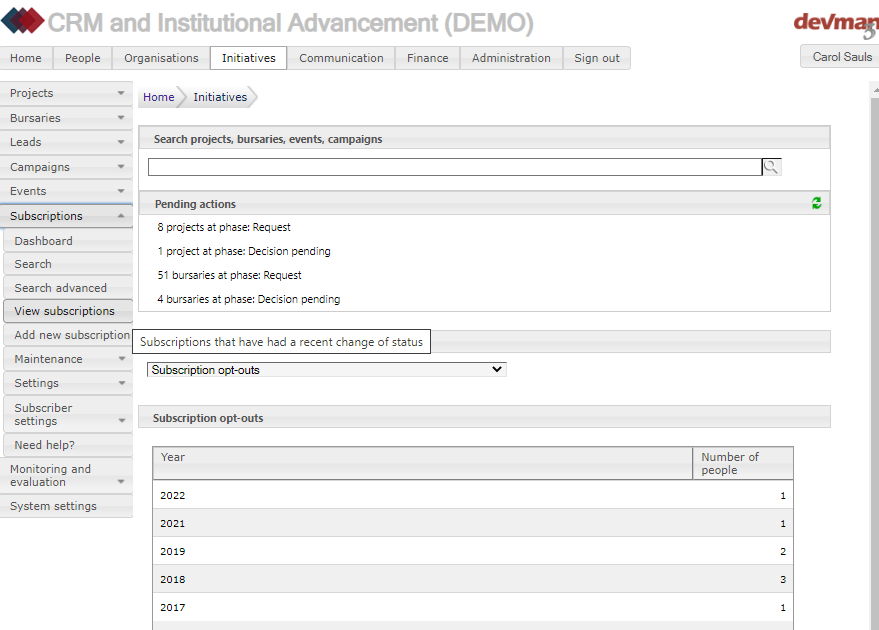 CRM and Institutional Advancement (DEMO)
devman
3
Home People Organisations Initiatives Communication Finance Administration Sign out
Carol Sauls
Projects
Bursaries
Leads
Campaigns
Events
Subscriptions
Dashboard
Search
Search advanced
View subscriptions
Add new subscription
Maintenance
Settings
Subscriber
settings
Need help?
Monitoring and
evaluation
System settings
Home Initiatives
Search projects, bursaries, events, campaigns
Pending actions
8 projects at phase: Request
1 project at phase: Decision pending
51 bursaries at phase: Request
4 bursaries at phase: Decision pending
Subscriptions that have had a recent change of status
Subscription opt-outs
Subscription opt-outs
Year Number of
people
2022 1
2021 1
2019 2
2018 3
2017 1